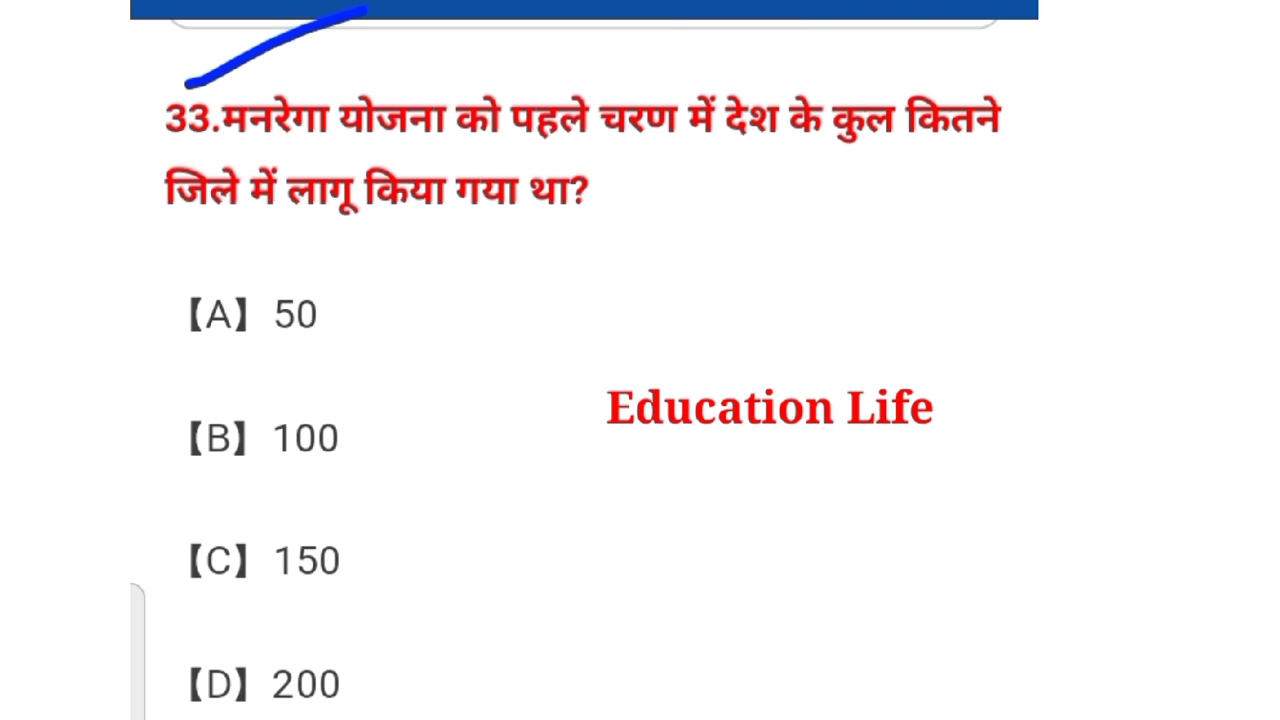 33.मनरेगा योजना को पहले चरण में देश के कुल कितने
जिले में लागू किया गया था?
【A】50
Education Life
【B】100
【C】150
【D】200